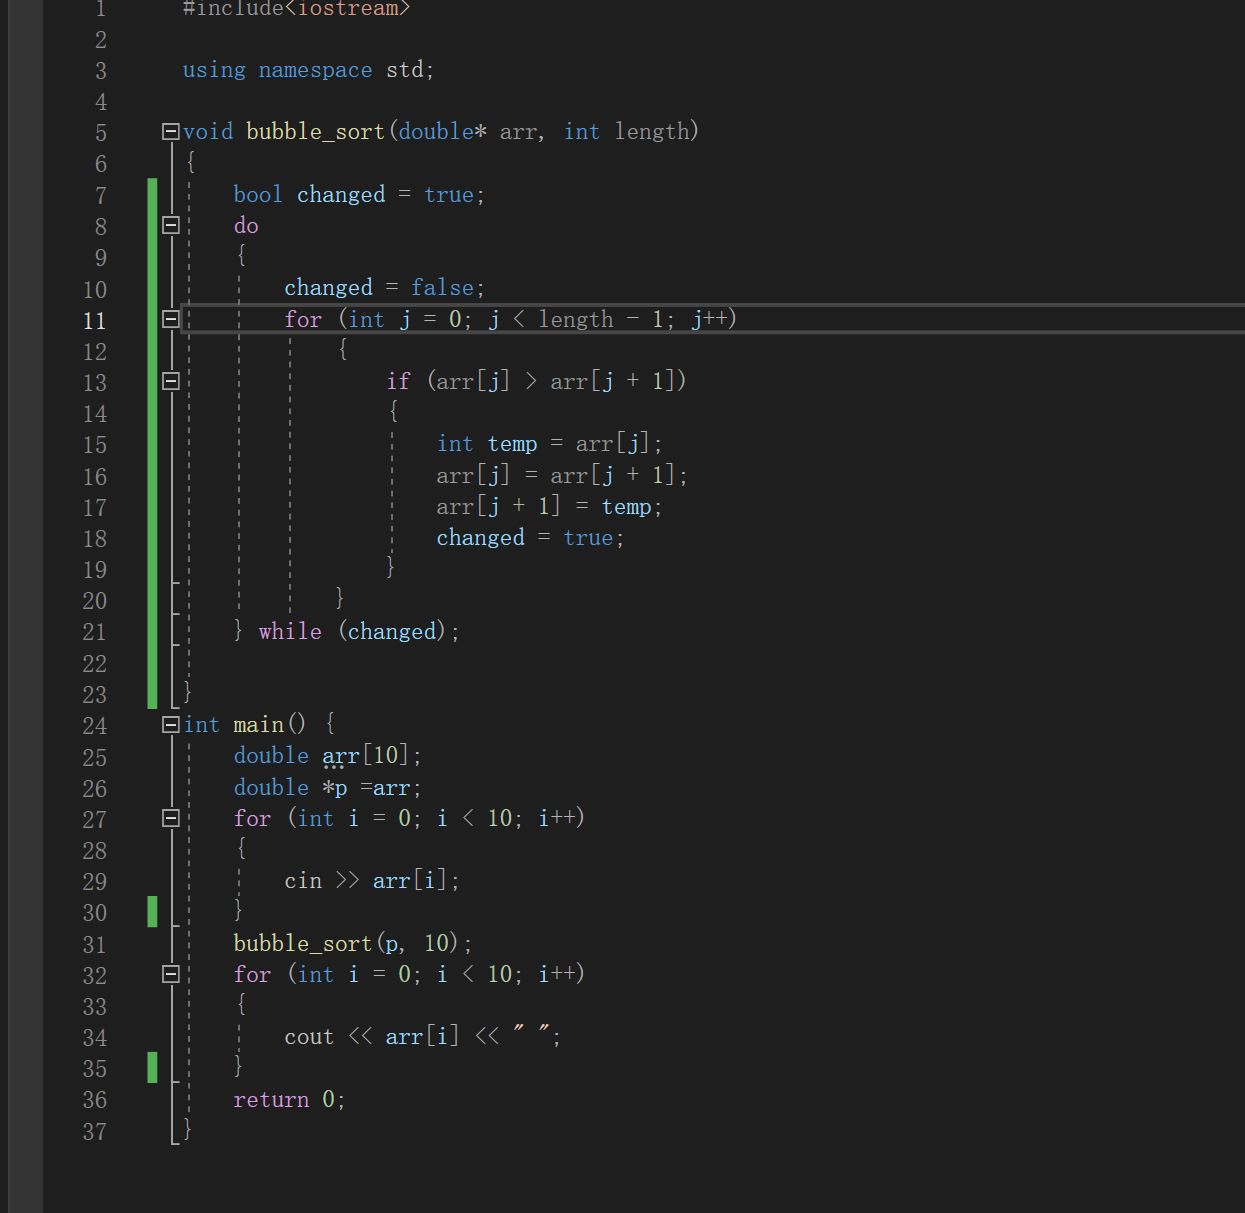 1 #include<iostream>
2
3 using namespace std;
4
5 void bubble_sort(double* arr, int length)
6 {
7 bool changed = true;
8 do
9 {
10 changed = false;
11 for (int j = 0; j < length - 1; j++)
12 {
13 if (arr[j] > arr[j + 1])
14 {
15 int temp = arr[j];
16 arr[j] = arr[j + 1];
17 arr[j + 1] = temp;
18 changed = true;
19 }
20 }
21 } while (changed);
22
23 }
24 int main() {
25 double arr[10];
26 double *p =arr;
27 for (int i = 0; i < 10; i++)
28 {
29 cin >> arr[i];
30 }
31 bubble_sort(p, 10);
32 for (int i = 0; i < 10; i++)
33 {
34 cout << arr[i] << " ";
35 }
36 return 0;
37 }